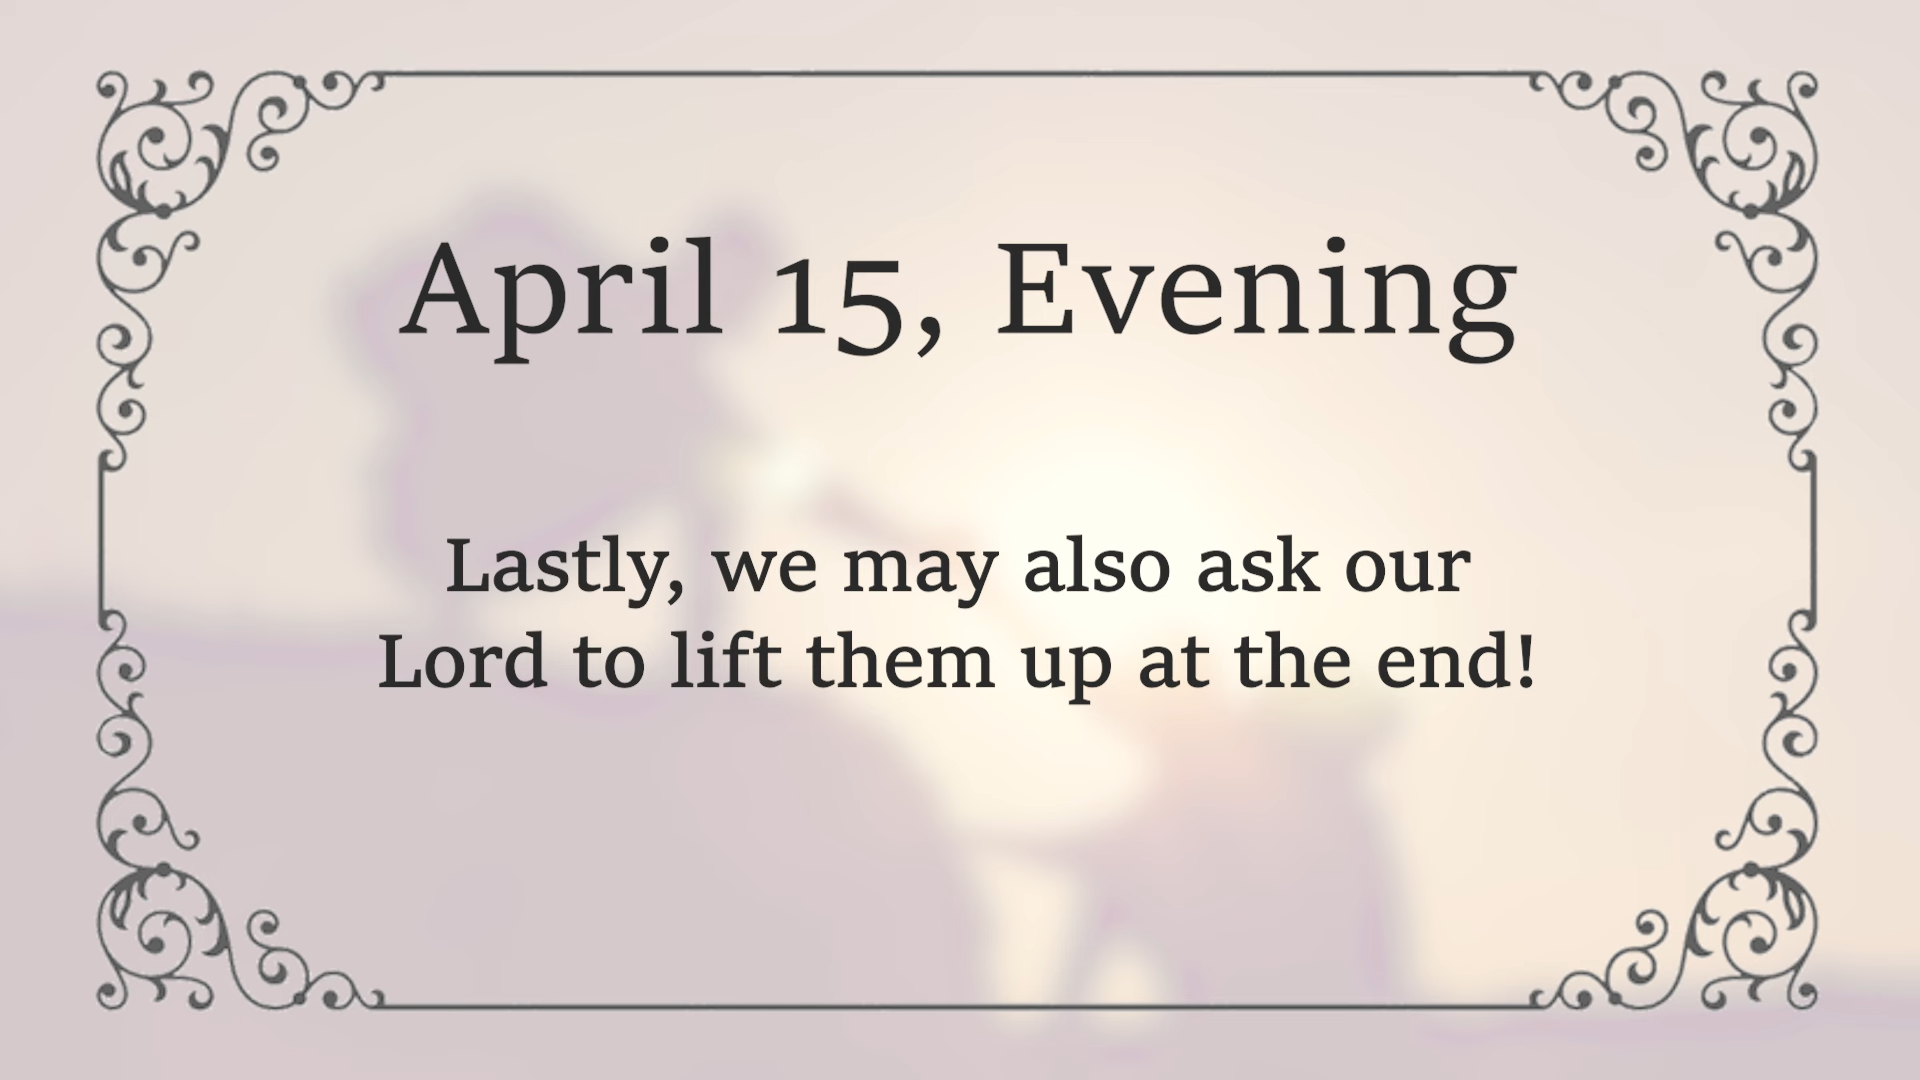 April 15, Evening
Lastly, we may also ask our
Lord to lift them up at the end!